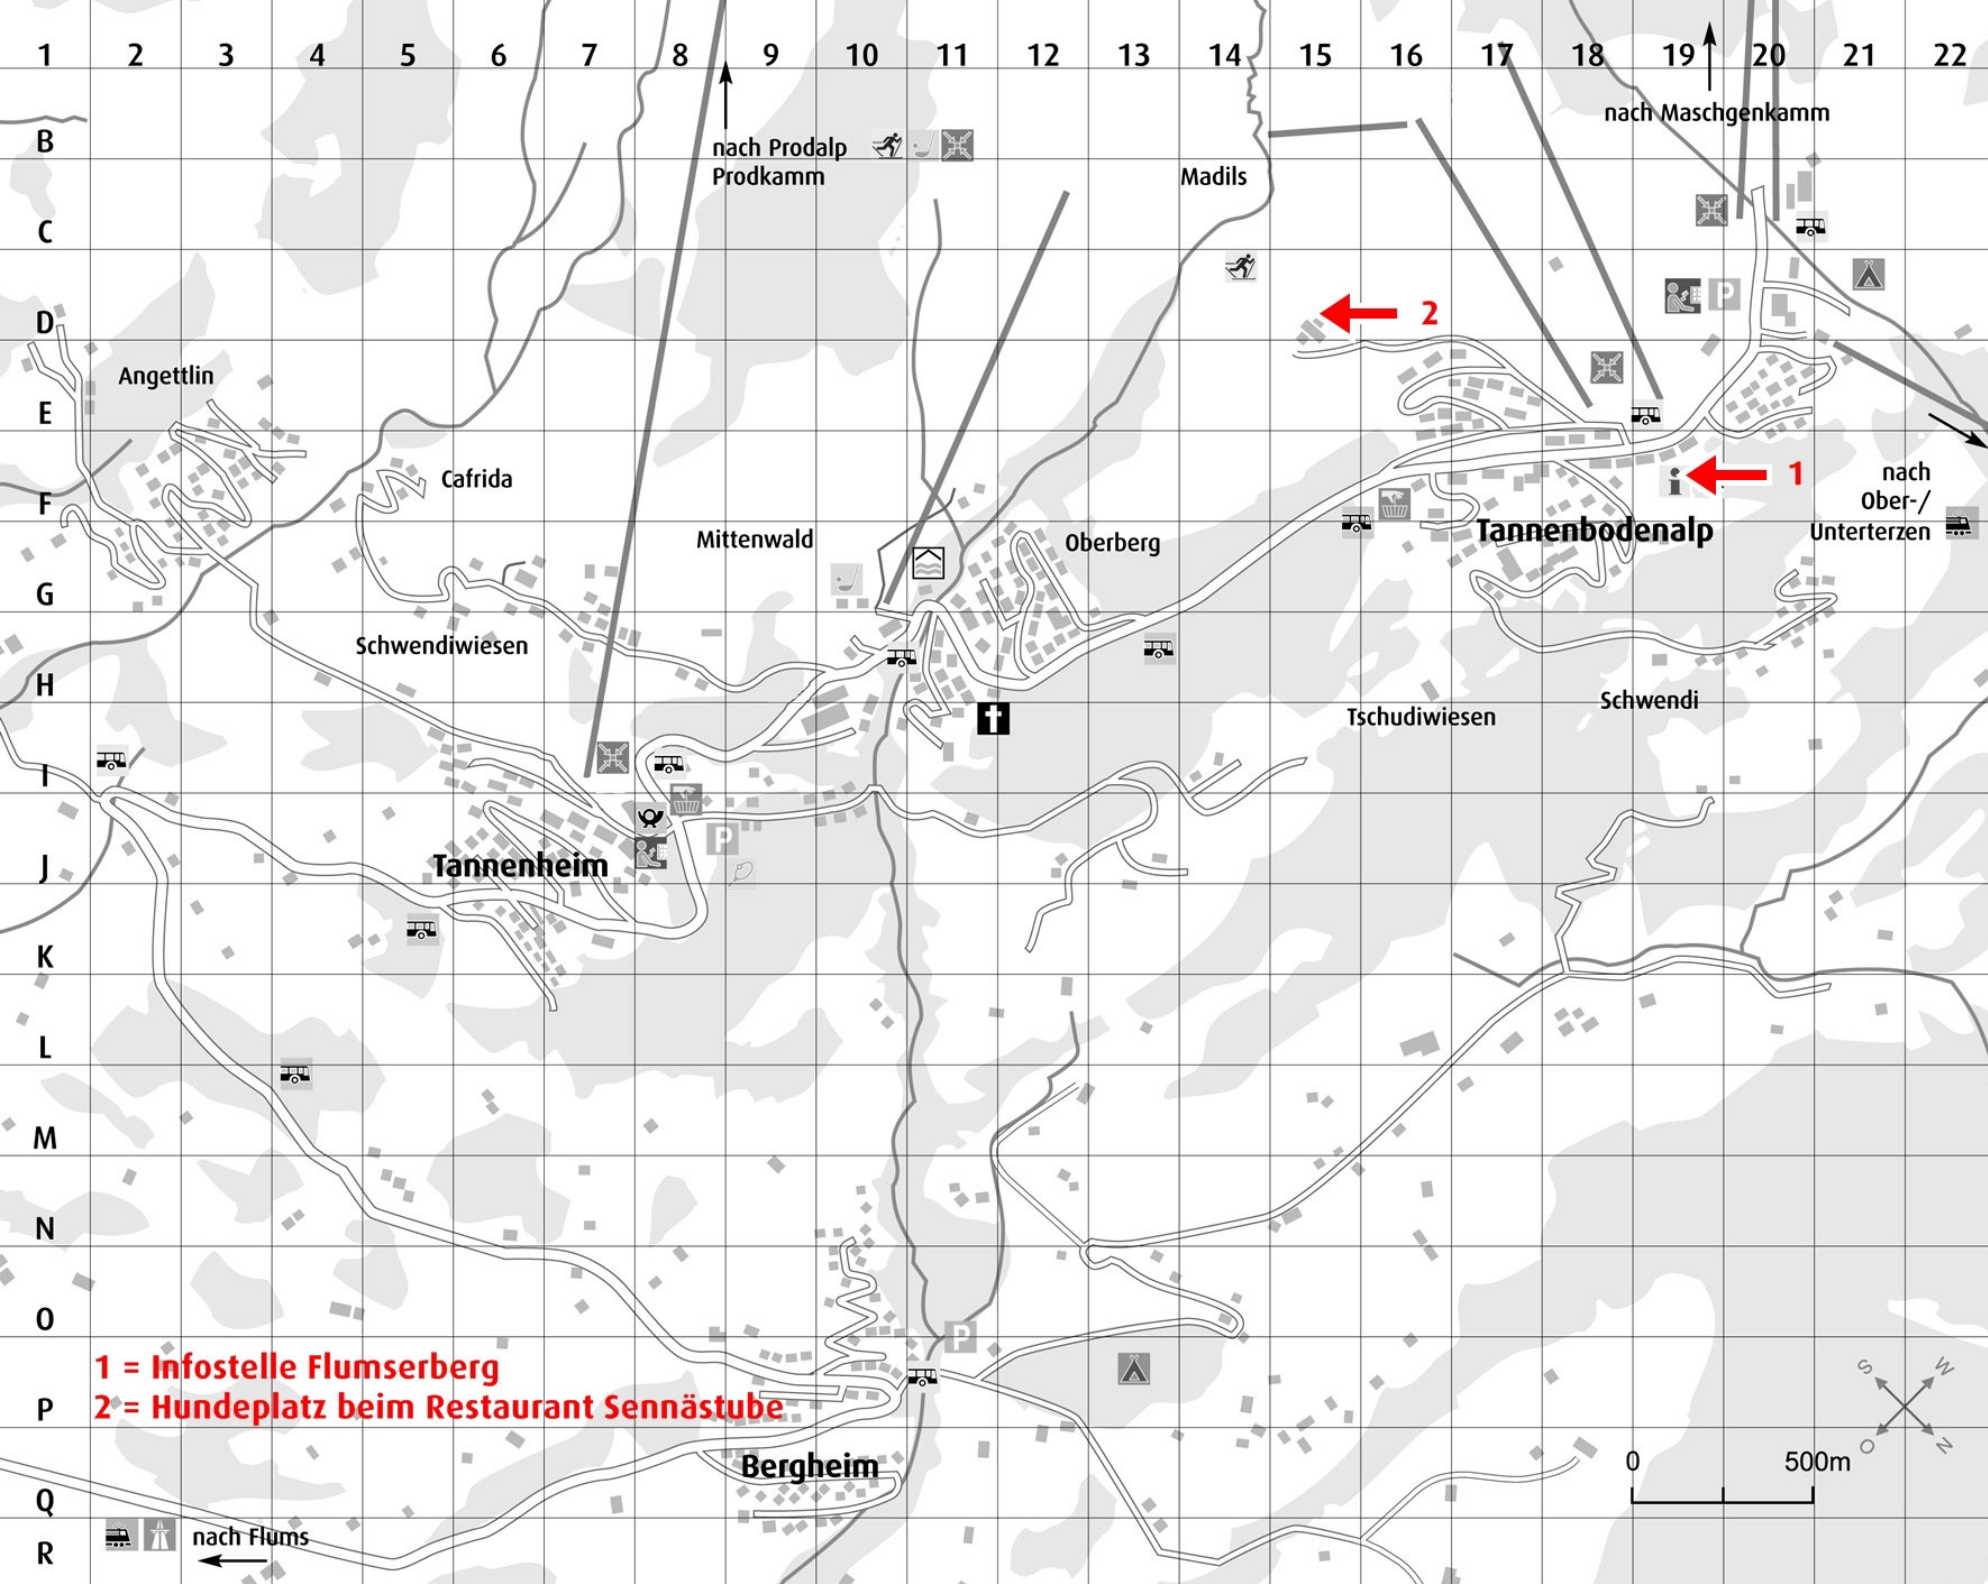 1 2 3 4 5 6 7 8 9 10 11 12 13 14 15 16 17 18 19 20 21 22
nach Maschgenkamm
B
nach Prodalp
Prodkamm
Madils
C
D
P
2
Angettlin
E
Cafrida
F
i
1
nach
Ober-/
Unterterzen
Mittenwald
Oberberg
Tannenbodenalp
G
Schwendiwiesen
H
Tschudiwiesen
Schwendi
I
J
Tannenheim
P
K
L
M
N
O
P
1 = Infostelle Flumserberg
2 = Hundeplatz beim Restaurant Sennästube
P
S
W
O
N
Bergheim
0
500m
Q
nach Flums
R